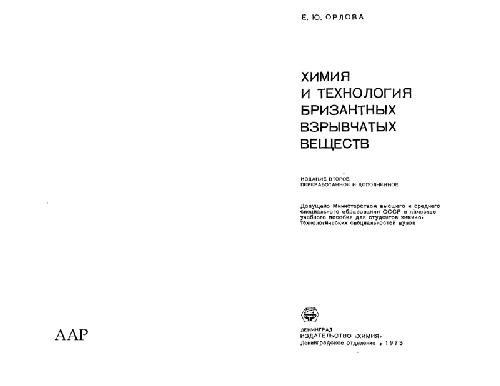 Е. Ю. ОРЛОВА
ХИМИЯ
И ТЕХНОЛОГИЯ
БРИЗАНТНЫХ
ВЗРЫВЧАТЫХ
ВЕЩЕСТВ
ИЗДАНИЕ ВТОРОЕ,
ПЕРЕРАБОТАННОЕ И ДОПОЛНЕННОЕ
Допущено Министерством высшего и среднего
специального образования СССР в качестве
учебного пособия для студентов химико-
технологических специальностей вузов
ЛЕНИНГРАД
ИЗДАТЕЛЬСТВО «ХИМИЯ»
Ленинградское отделение • 1973
AAP